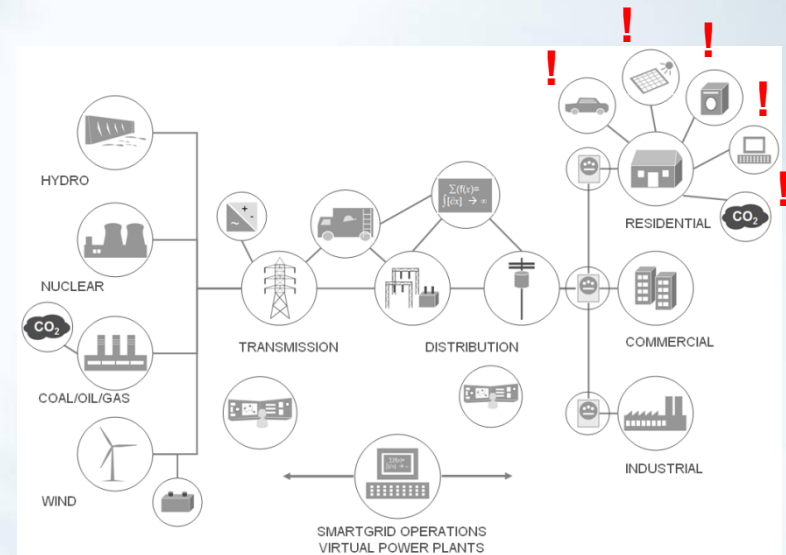 !
!
!
!
!
HYDRO
NUCLEAR
CO₂
COAL/OIL/GAS
WIND
+
-
~
TRANSMISSION
∑(f(x)=
∫[∂x] → ∞
DISTRIBUTION
RESIDENTIAL
CO₂
COMMERCIAL
INDUSTRIAL
SMARTGRID OPERATIONS
VIRTUAL POWER PLANTS